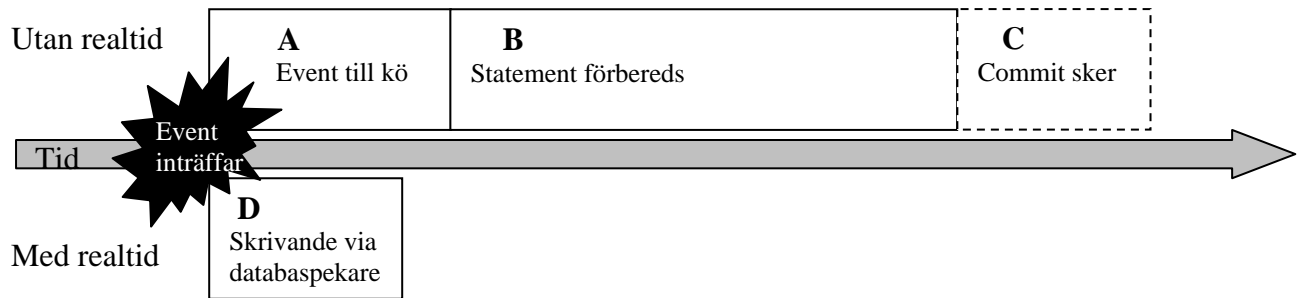 Utan realtid
A
Event till kö
B
Statement förbereds
C
Commit sker
Event
inträffar
Tid
Med realtid
D
Skrivande via
databaspekare